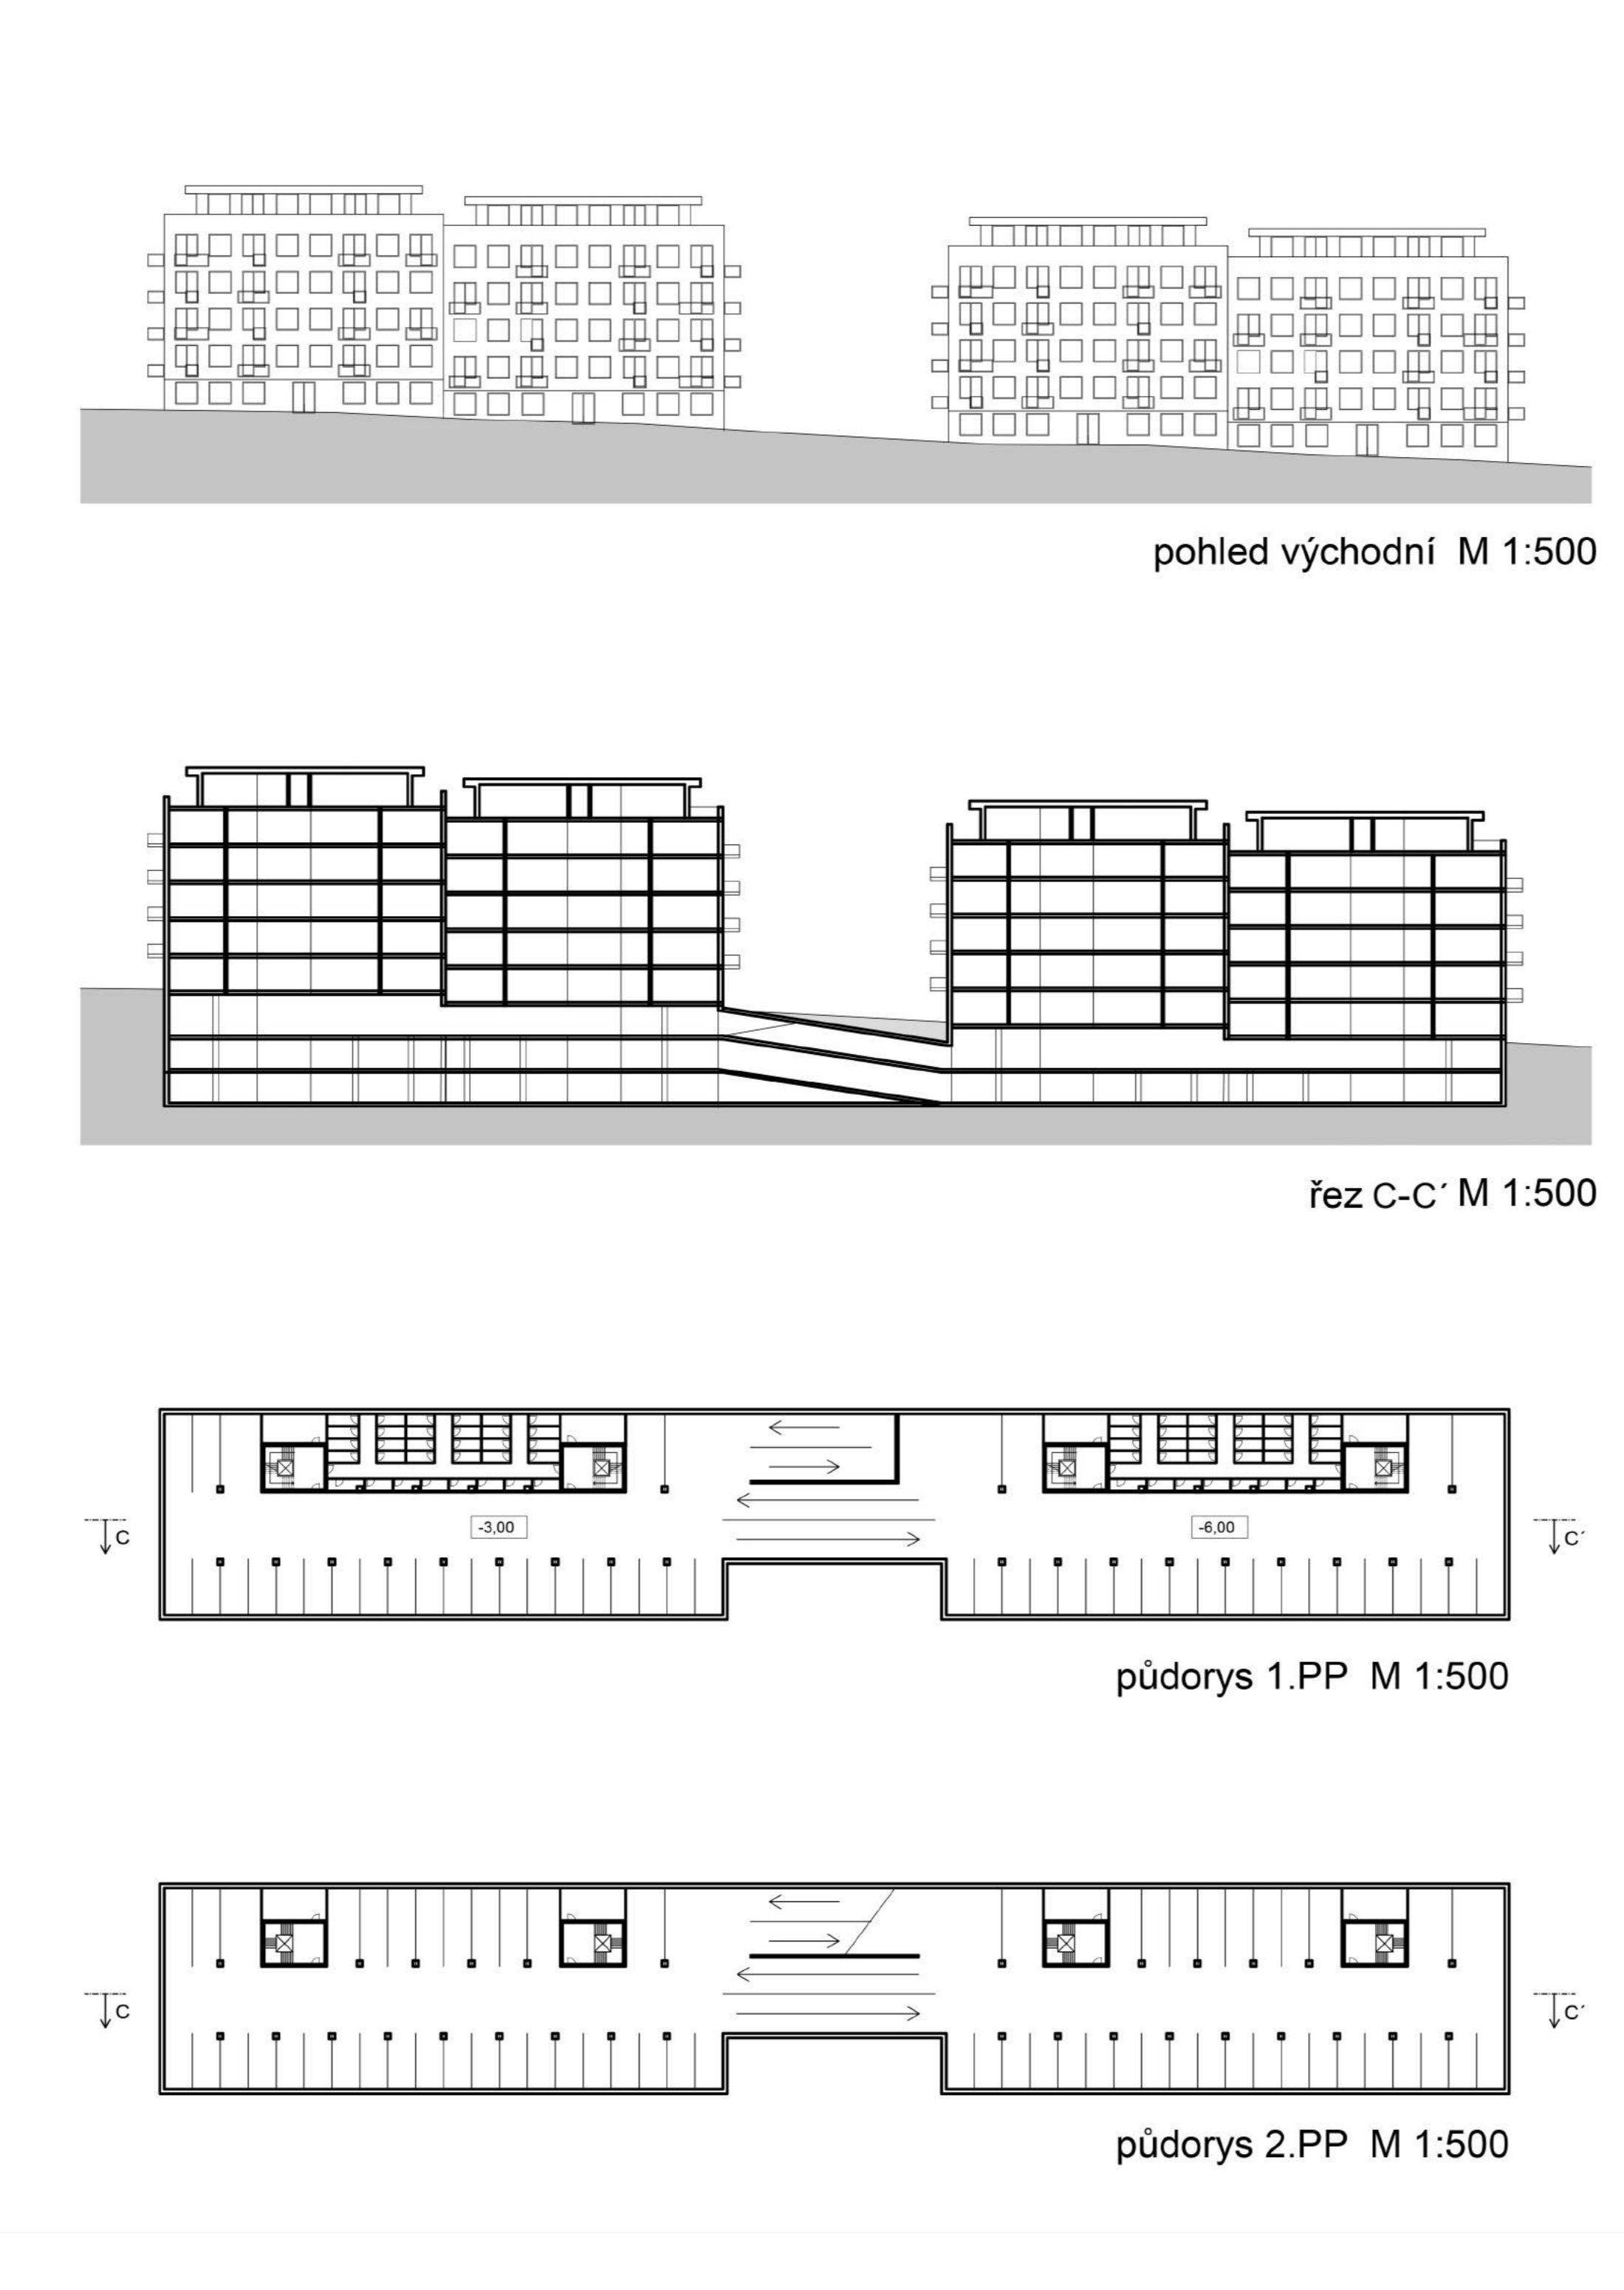 pohled východní M 1:500
řez C-C´ M 1:500
-3,00
-6,00
C
C´
půdorys 1.PP M 1:500
C
C´
půdorys 2.PP M 1:500